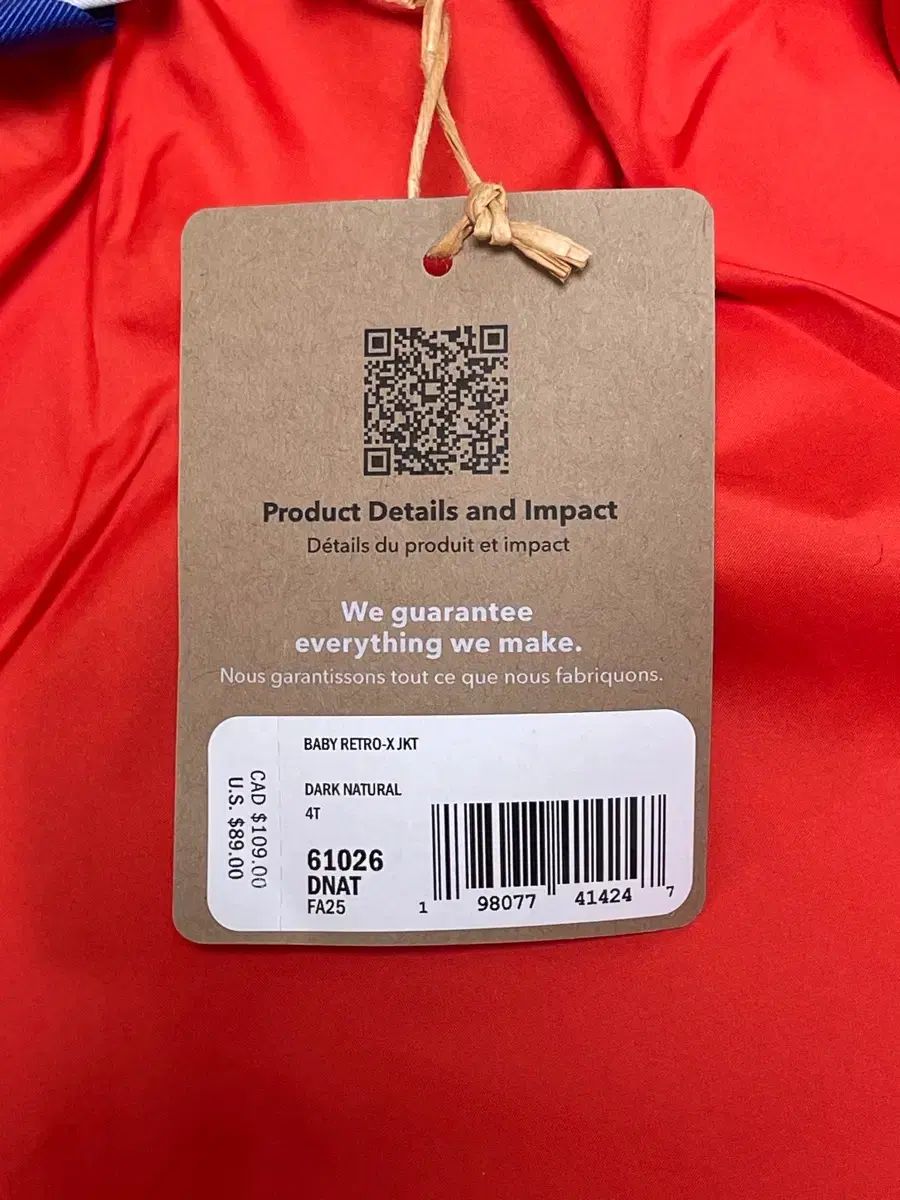 Product Details and Impact
Détails du produit et impact
We guarantee
everything we make.
Nous garantissons tout ce que nous fabriquons.
BABY RETRO-X JKT
DARK NATURAL
4T
61026
DNAT
FA25
CAD $109.00
U.S. $89.00
1 98077 41424 7